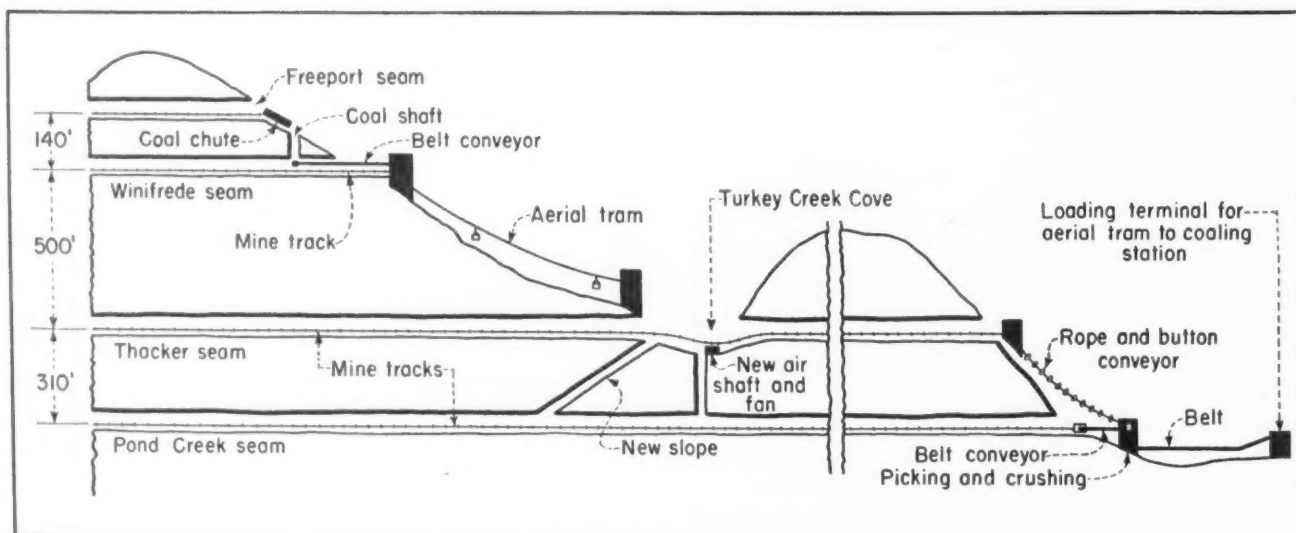 Freeport seam
Coal shaft
140'
Coal chute
Belt conveyor
Winifrede seam
Mine track
Aerial tram
500'
Turkey Creek Cove
Loading terminal for
aerial tram to coaling
station
Thacker seam
Mine tracks
310'
New air
shaft and
fan
Rope and button
conveyor
Belt
Pond Creek seam
New slope
Belt conveyor
Picking and crushing